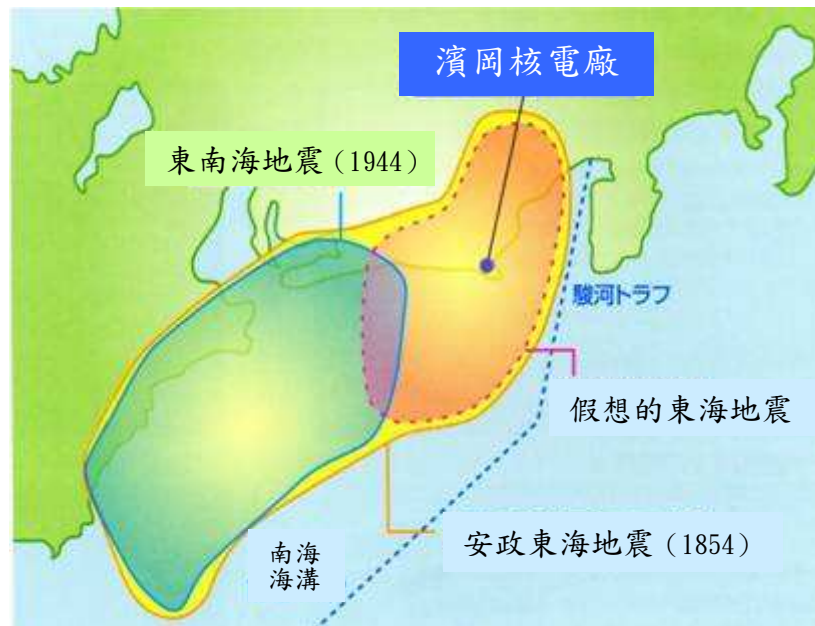 濱岡核電廠
東南海地震(1944)
駿河トラフ
假想的東海地震
安政東海地震(1854)
南海
海溝